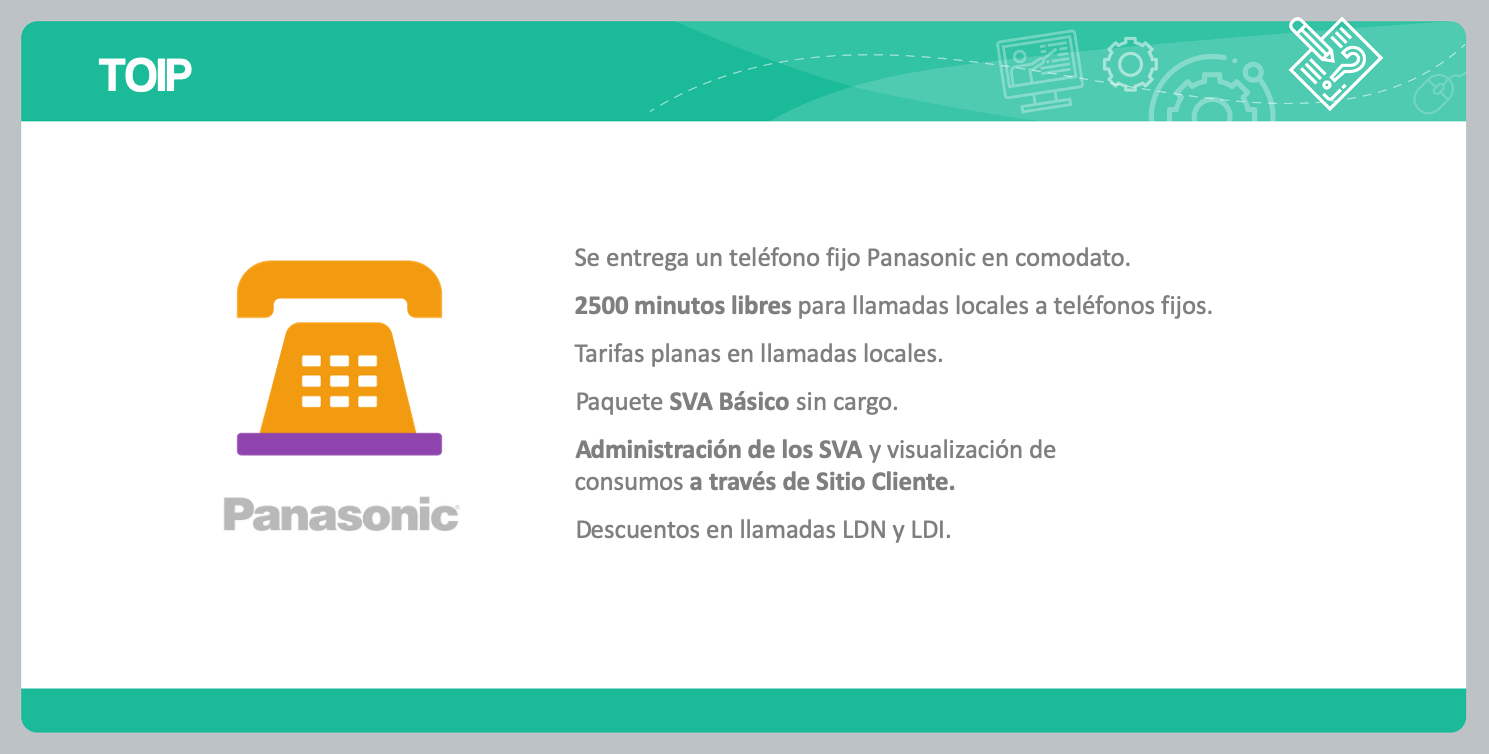 TOIP
Se entrega un teléfono fijo Panasonic en comodato.
2500 minutos libres para llamadas locales a teléfonos fijos.
Tarifas planas en llamadas locales.
Paquete SVA Básico sin cargo.
Administración de los SVA y visualización de
consumos a través de Sitio Cliente.
Descuentos en llamadas LDN y LDI.
Panasonic